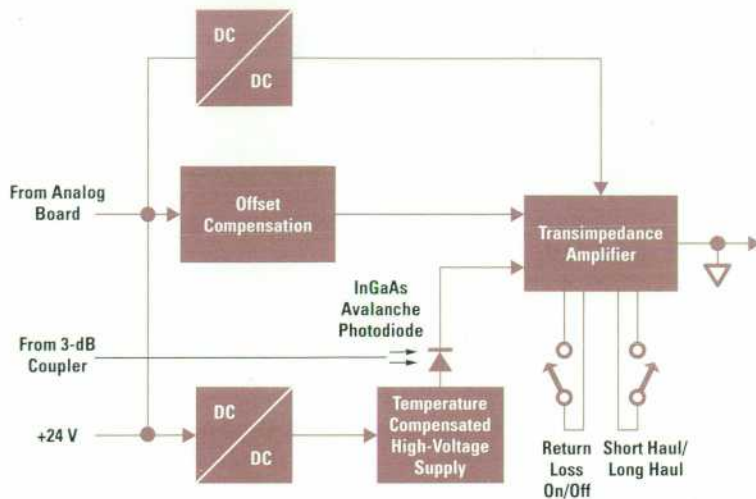 DC
DC
From Analog
Board
Offset
Compensation
Transimpedance
Amplifier
InGaAs
Avalanche
Photodiode
From 3-dB
Coupler
+24 V
DC
DC
Temperature
Compensated
High-Voltage
Supply
Return
Loss
On/Off
Short Haul/
Long Haul